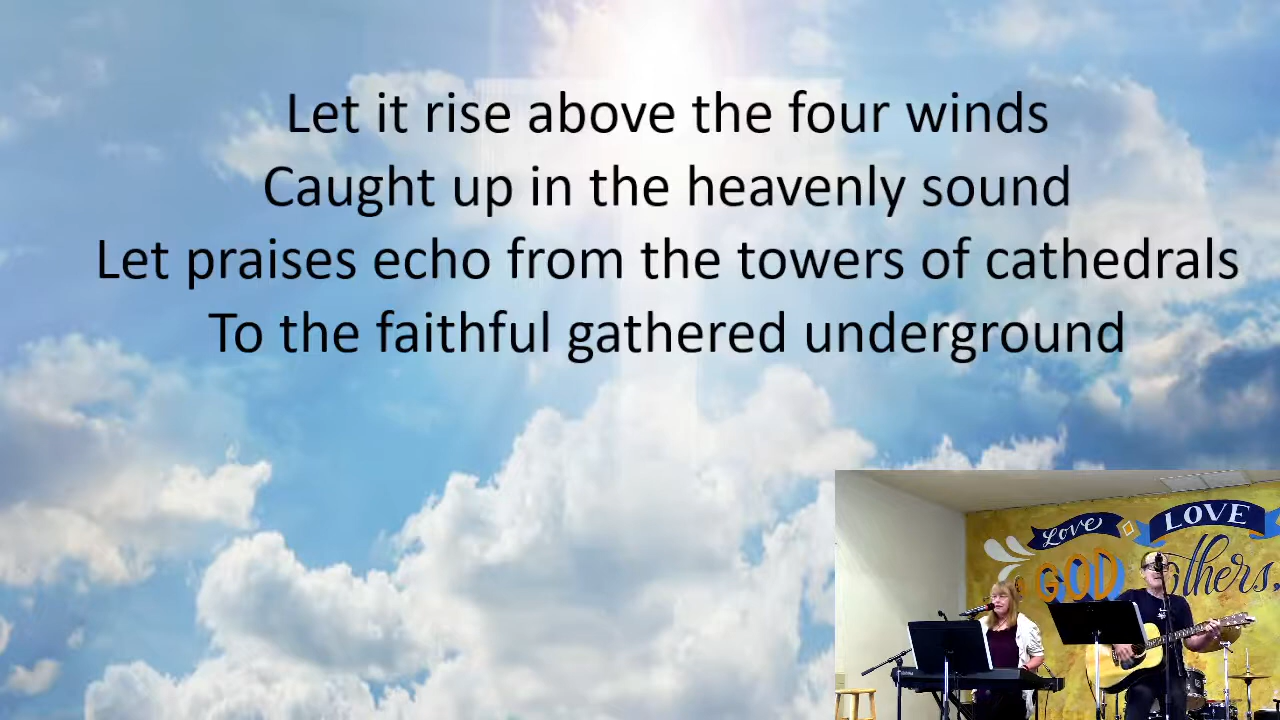 Let it rise above the four winds
Caught up in the heavenly sound
Let praises echo from the towers of cathedrals
To the faithful gathered underground
Love LOVE
GOD Others